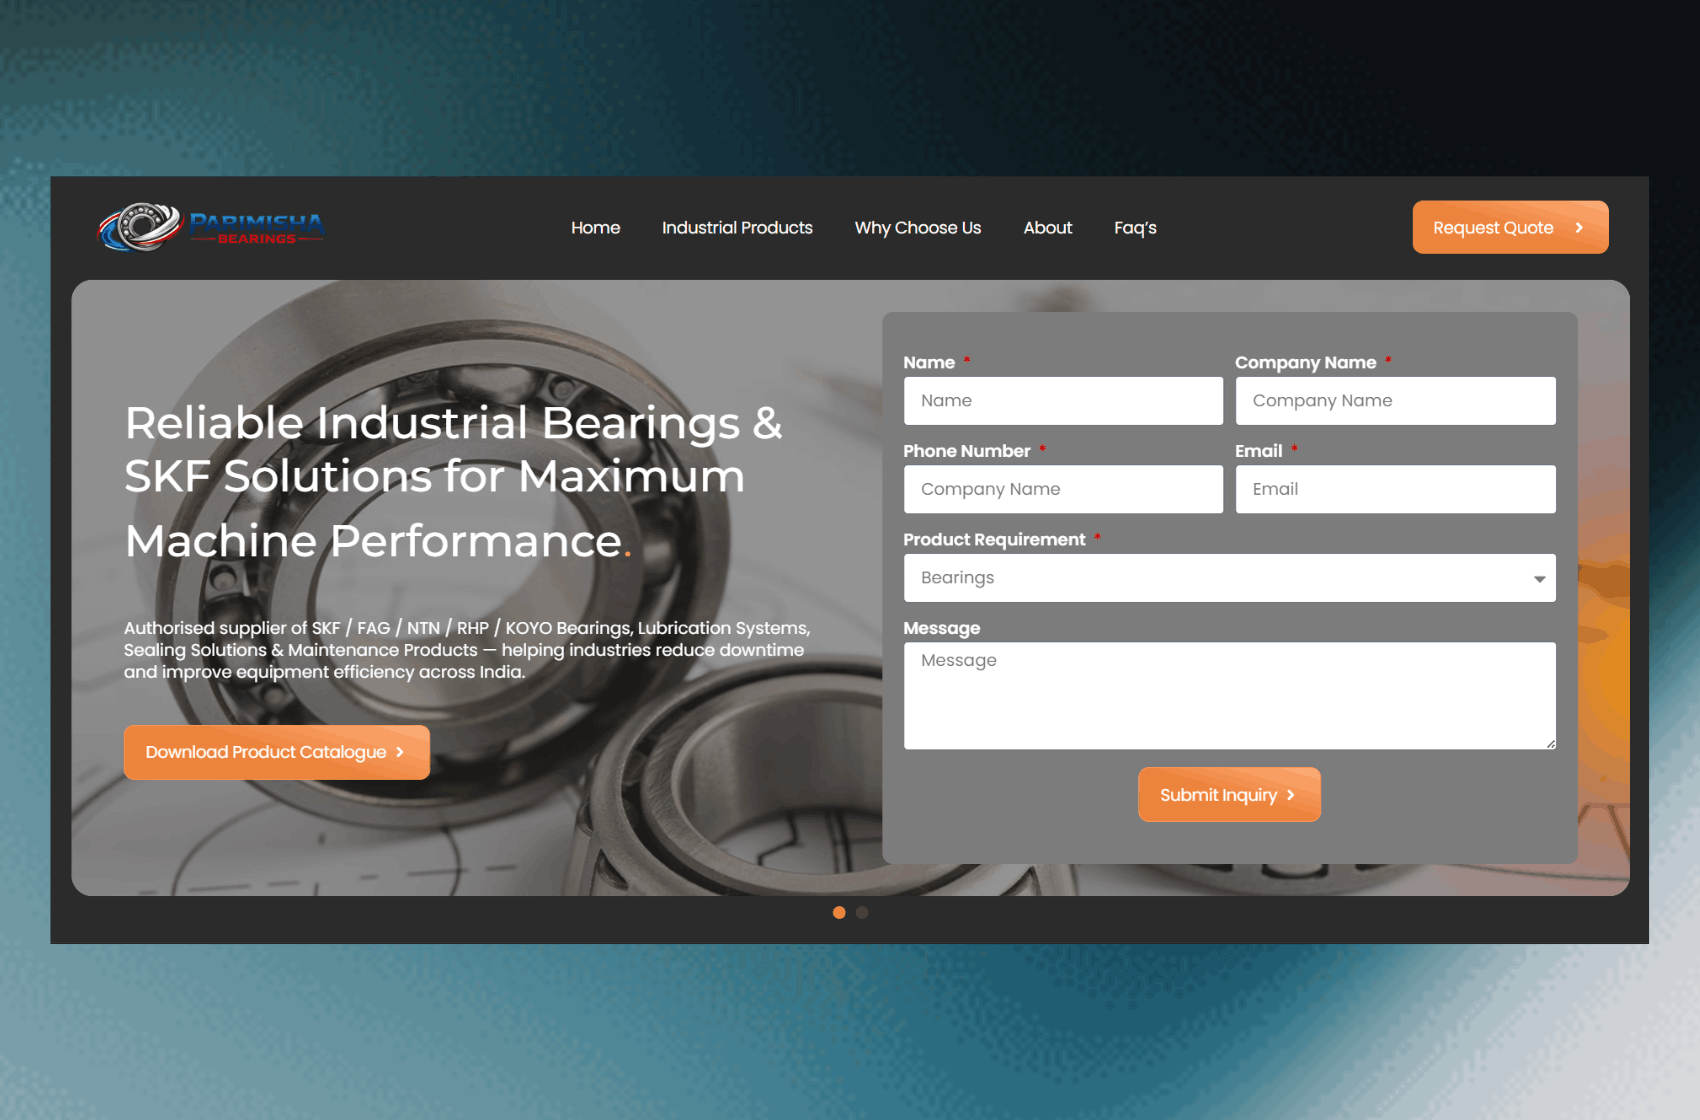 PARIMISHA
BEARINGS
Home
Industrial Products
Why Choose Us
About
Faq's
Request Quote
Reliable Industrial Bearings &
SKF Solutions for Maximum
Machine Performance.
Authorised supplier of SKF / FAG / NTN / RHP / KOYO Bearings, Lubrication Systems,
Sealing Solutions & Maintenance Products — helping industries reduce downtime
and improve equipment efficiency across India.
Download Product Catalogue
Name *
Name
Company Name *
Company Name
Phone Number *
Company Name
Email *
Email
Product Requirement *
Bearings
Message
Message
Submit Inquiry